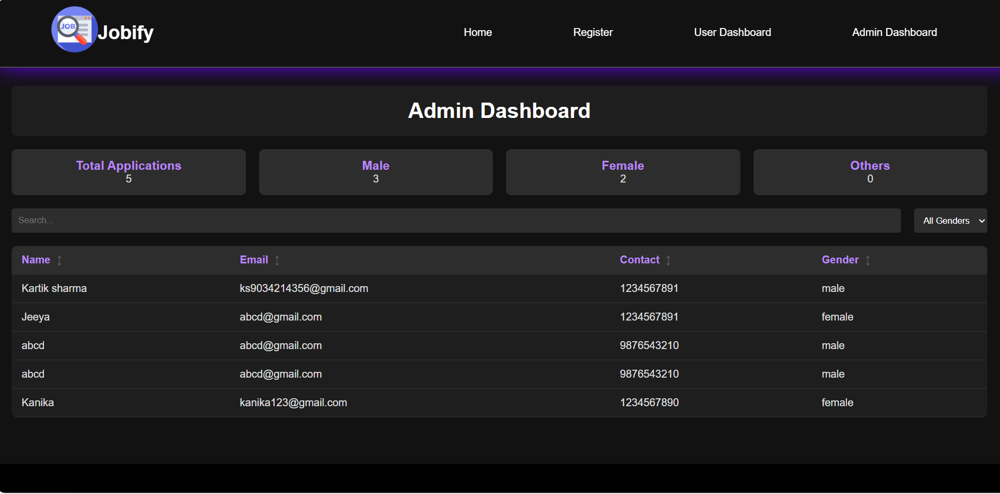 JOB
Jobify Home Register User Dashboard Admin Dashboard
Admin Dashboard
Total Applications Male Female Others
5 3 2 0
Search... All Genders
Name ↕ Email ↕ Contact ↕ Gender ↕
Kartik sharma ks9034214356@gmail.com 1234567891 male
Jeeya abcd@gmail.com 1234567891 female
abcd abcd@gmail.com 9876543210 male
abcd abcd@gmail.com 9876543210 male
Kanika kanika123@gmail.com 1234567890 female